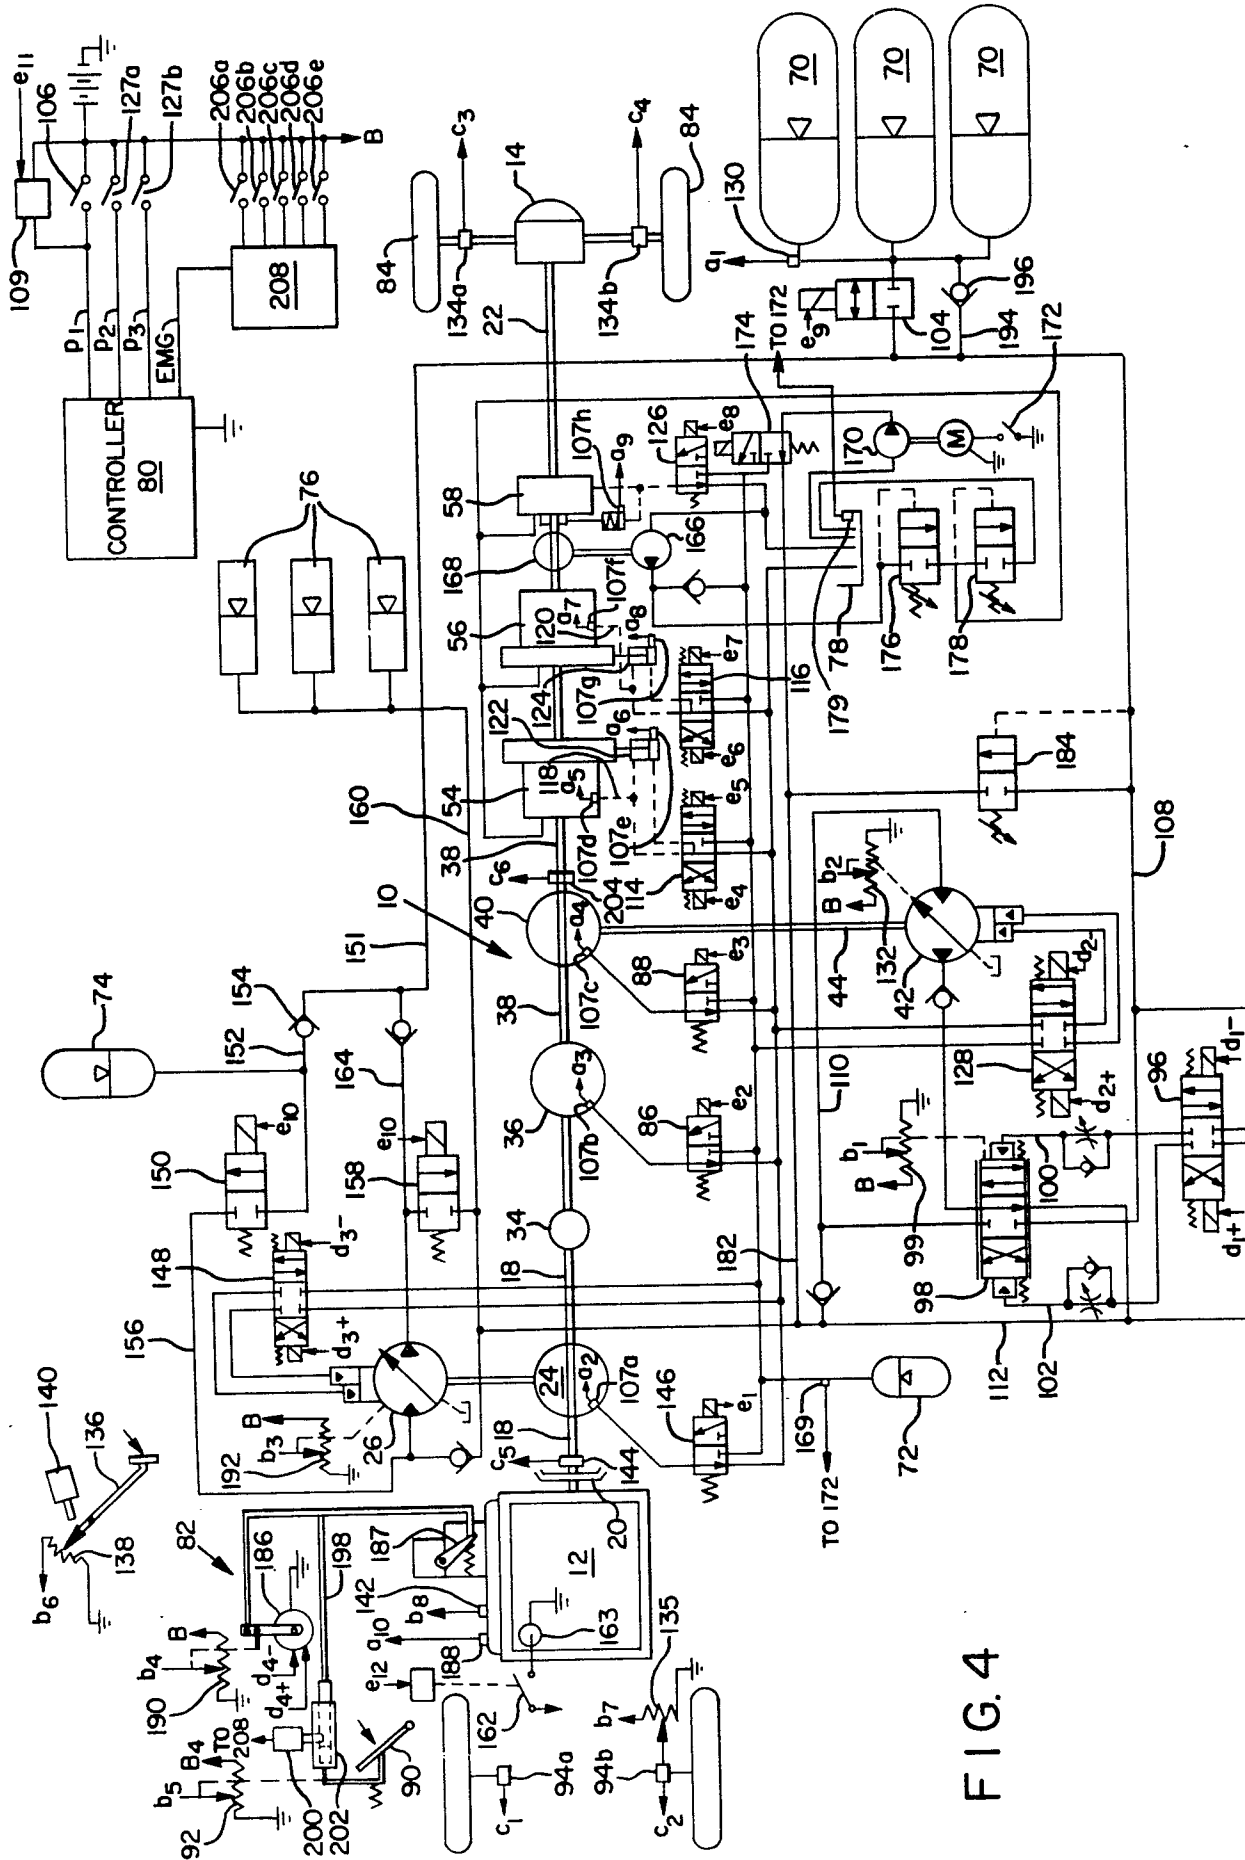 109
e11
106
127a
127b
206a
206b
206c
206d
206e
B
P1
P2
P3
EMG
208
CONTROLLER
80
76
84
c3
134a
14
22
134b
c4
84
130
a1
70
70
70
e9
104
196
194
TO 172
174
172
e8
126
107h
a9
58
168
166
170
M
56
120
a7
107f
a8
124
107g
e7
116
78
179
176
178
122
a6
118
a5
54
107d
107e
e6
e5
114
e4
184
160
38
c6
204
10
40
a4
107c
88
e3
151
b2
B
132
42
44
108
74
154
152
164
38
36
a3
107b
86
e2
110
128
d2-
d2+
96
d1-
d1+
150
e10
e10
158
34
18
182
b1
B
99
98
100
102
112
148
d3-
d3+
156
24
a2
107a
146
e1
169
72
TO 172
140
136
138
b6
b3
B
192
26
18
c5
144
20
82
186
187
198
142
b8
a10
188
12
163
135
b4
B
d4-
d4+
190
TO 208
B4
b5
92
200
202
90
e12
162
b7
94a
c1
94b
c2
FIG. 4